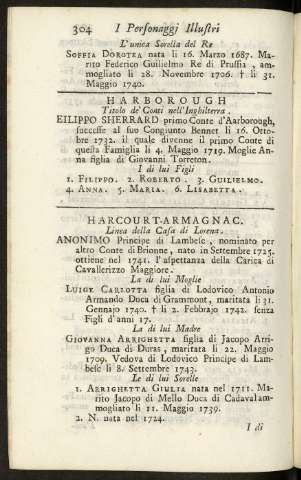 304 I Personaggj Illustri
L'unica Sorella del Re
SOFFIA DOROTEA nata li 16. Marzo 1687. Ma-
rito Federico Guilielmo Re di Prussia , am-
mogliato li 28. Novembre 1706. † li 31.
Maggio 1740.
HARBOROUGH
Titolo de' Conti nell'Inghilterra.
EILIPPO SHERRARD primo Conte d'Aarborough,
successe al suo Congiunto Bennet li 16. Otto-
bre 1732. il quale divenne il primo Conte di
questa Famiglia li 4. Maggio 1719. Moglie An-
na figlia di Giovanni Torreton.
I di lui Figli
1. FILIPPO. 2. ROBERTO. 3. GUILIELMO.
4. ANNA. 5. MARIA. 6. LISABETTA.
HARCOURT-ARMAGNAC.
Linea della Casa di Lorena.
ANONIMO Principe di Lambesc, nominato per
altro Conte di Brionne, nato in Settembre 1725.
ottiene nel 1741. l'aspettanza della Carica di
Cavallerizzo Maggiore.
La di lui Moglie
LUIGE CARLOTTA figlia di Lodovico Antonio
Armando Duca di Grammont, maritata li 31.
Gennajo 1740. † li 2. Febbrajo 1742. senza
Figli d'anni 17.
La di lui Madre
GIOVANNA ARRIGHETTA figlia di Jacopo Arri-
go Duca di Duras, maritata li 22. Maggio
1709. Vedova di Lodovico Principe di Lam-
besc li 8. Settembre 1743.
Le di lui Sorelle
1. ARRIGHETTA GIULIA nata nel 1711. Ma-
rito Jacopo di Mello Duca di Cadaval am-
mogliato li 11. Maggio 1739.
2. N. nata nel 1724.
I di